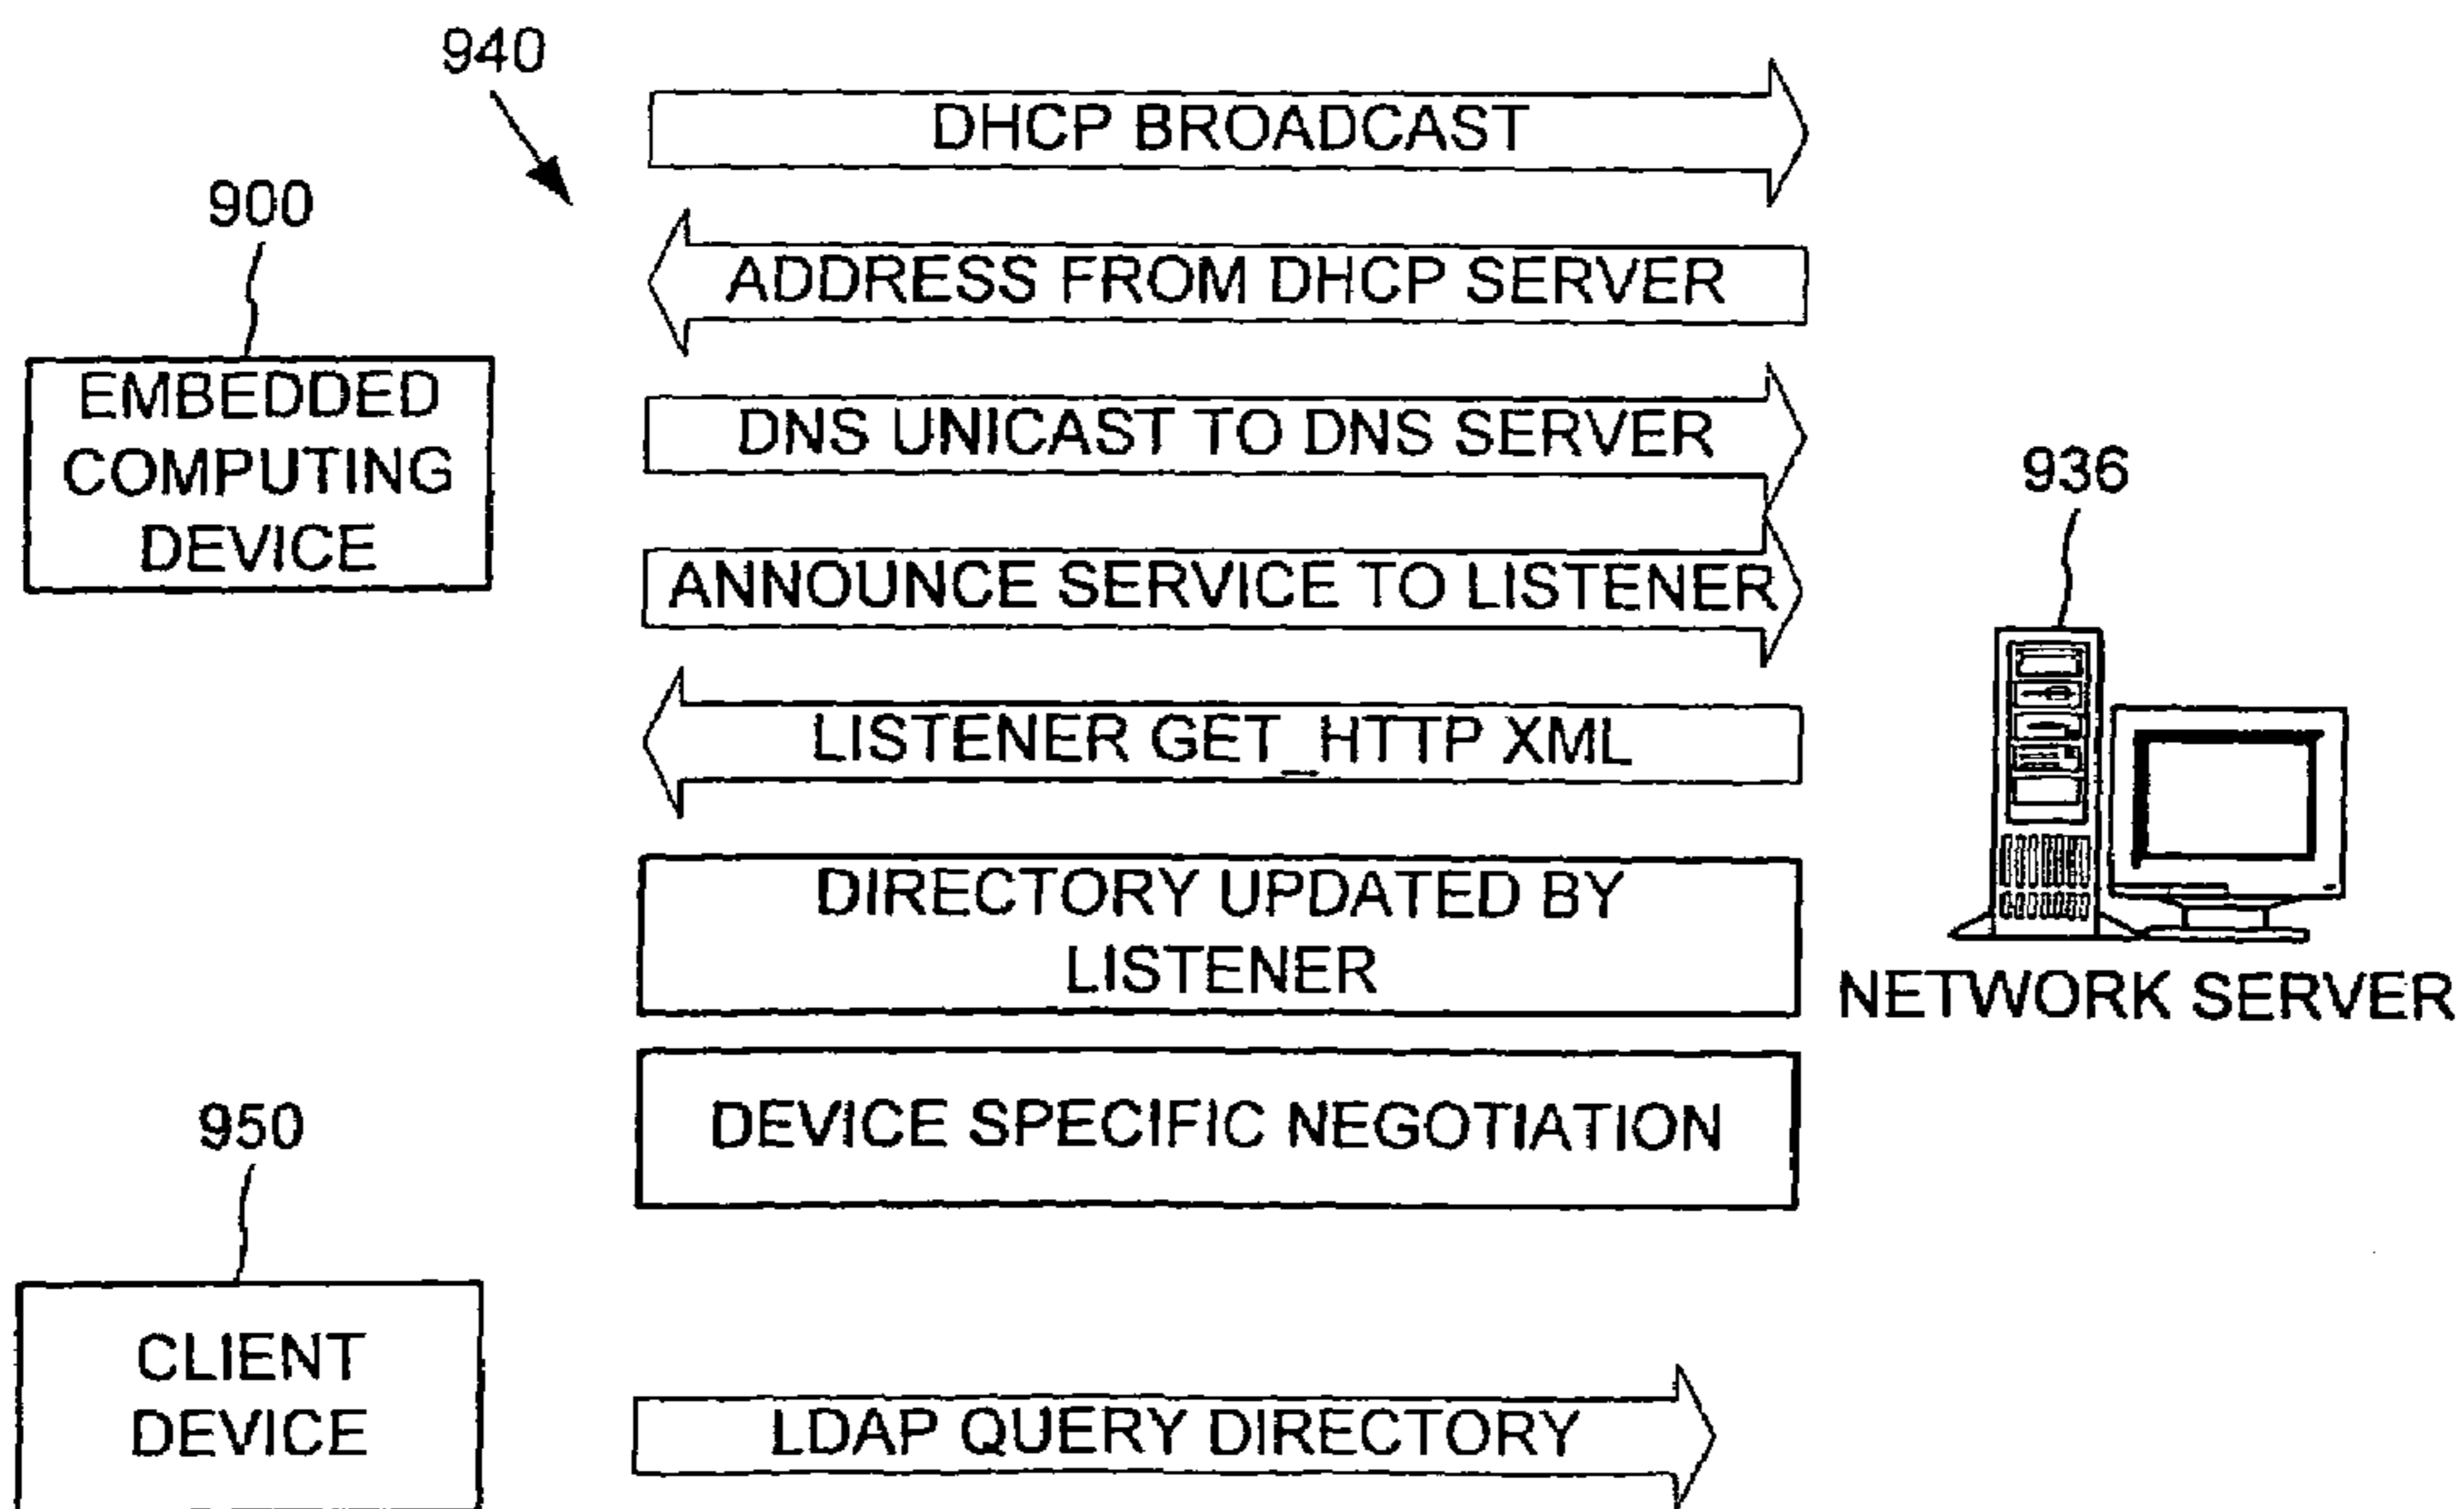 940
DHCP BROADCAST
900
ADDRESS FROM DHCP SERVER
EMBEDDED
COMPUTING
DEVICE
DNS UNICAST TO DNS SERVER
936
ANNOUNCE SERVICE TO LISTENER
LISTENER GET_HTTP XML
DIRECTORY UPDATED BY
LISTENER
NETWORK SERVER
DEVICE SPECIFIC NEGOTIATION
950
CLIENT
DEVICE
LDAP QUERY DIRECTORY